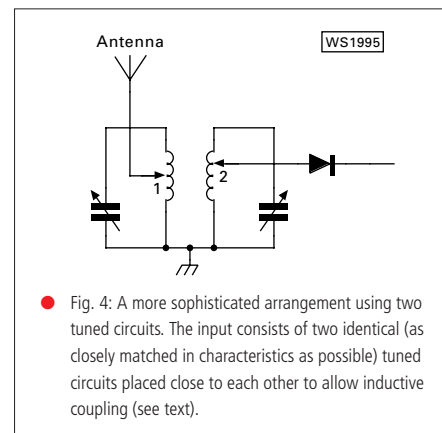 Antenna
WS1995
1
2
Fig. 4: A more sophisticated arrangement using two
tuned circuits. The input consists of two identical (as
closely matched in characteristics as possible) tuned
circuits placed close to each other to allow inductive
coupling (see text).